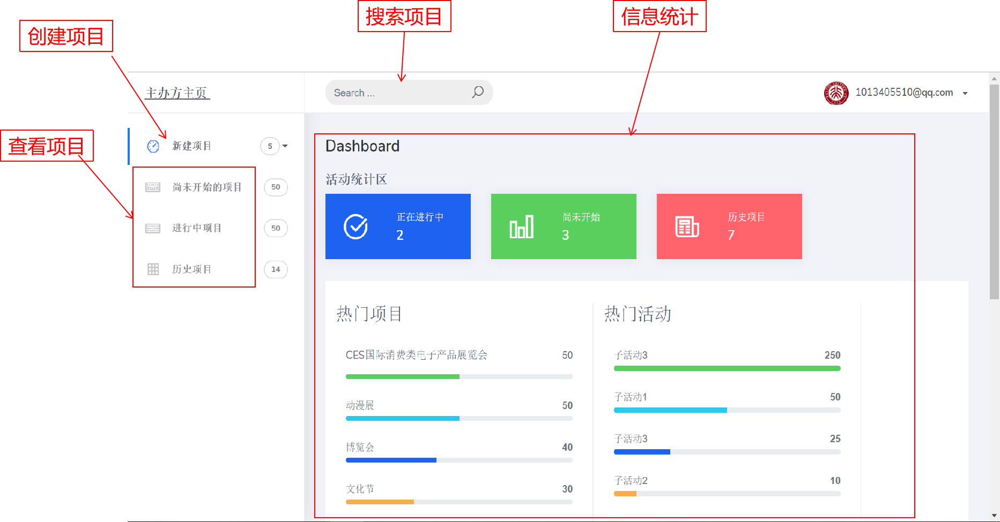 搜索项目
信息统计
创建项目
主办方主页
Search ...
1013405510@qq.com
查看项目
新建项目
5
尚未开始的项目
50
进行中项目
50
历史项目
14
Dashboard
活动统计区
正在进行中
2
尚未开始
3
历史项目
7
热门项目
CES国际消费类电子产品展览会
50
动漫展
50
博览会
40
文化节
30
热门活动
子活动3
250
子活动1
50
子活动3
25
子活动2
10